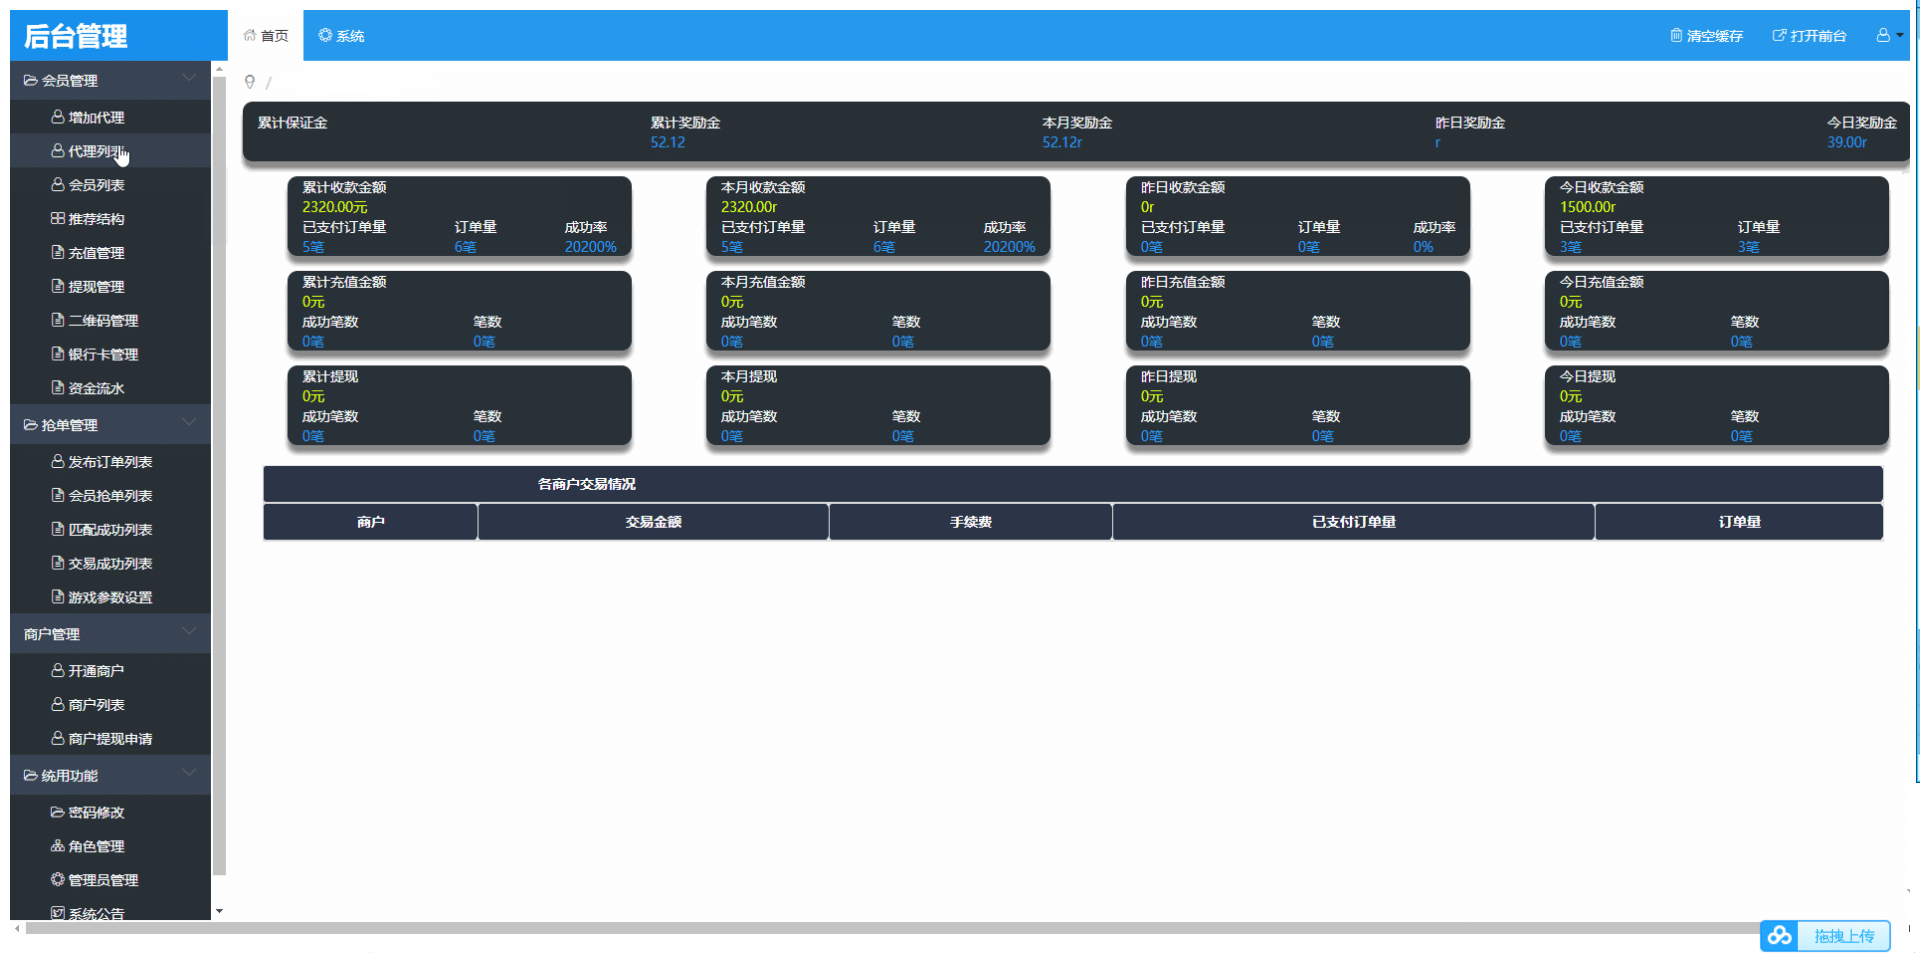 后台管理
首页
系统
清空缓存
打开前台
会员管理
增加代理
代理列表
会员列表
推荐结构
充值管理
提现管理
二维码管理
银行卡管理
资金流水
抢单管理
发布订单列表
会员抢单列表
匹配成功列表
交易成功列表
游戏参数设置
商户管理
开通商户
商户列表
商户提现申请
统用功能
密码修改
角色管理
管理员管理
系统公告
/
累计保证金 累计奖励金 本月奖励金 昨日奖励金 今日奖励金
52.12 52.12r r 39.00r
累计收款金额 本月收款金额 昨日收款金额 今日收款金额
2320.00元 2320.00r 0r 1500.00r
已支付订单量 订单量 成功率 已支付订单量 订单量 成功率 已支付订单量 订单量 成功率 已支付订单量 订单量
5笔 6笔 20200% 5笔 6笔 20200% 0笔 0笔 0% 3笔 3笔
累计充值金额 本月充值金额 昨日充值金额 今日充值金额
0元 0元 0元 0元
成功笔数 笔数 成功笔数 笔数 成功笔数 笔数 成功笔数 笔数
0笔 0笔 0笔 0笔 0笔 0笔 0笔 0笔
累计提现 本月提现 昨日提现 今日提现
0元 0元 0元 0元
成功笔数 笔数 成功笔数 笔数 成功笔数 笔数 成功笔数 笔数
0笔 0笔 0笔 0笔 0笔 0笔 0笔 0笔
各商户交易情况
商户 交易金额 手续费 已支付订单量 订单量
拖拽上传